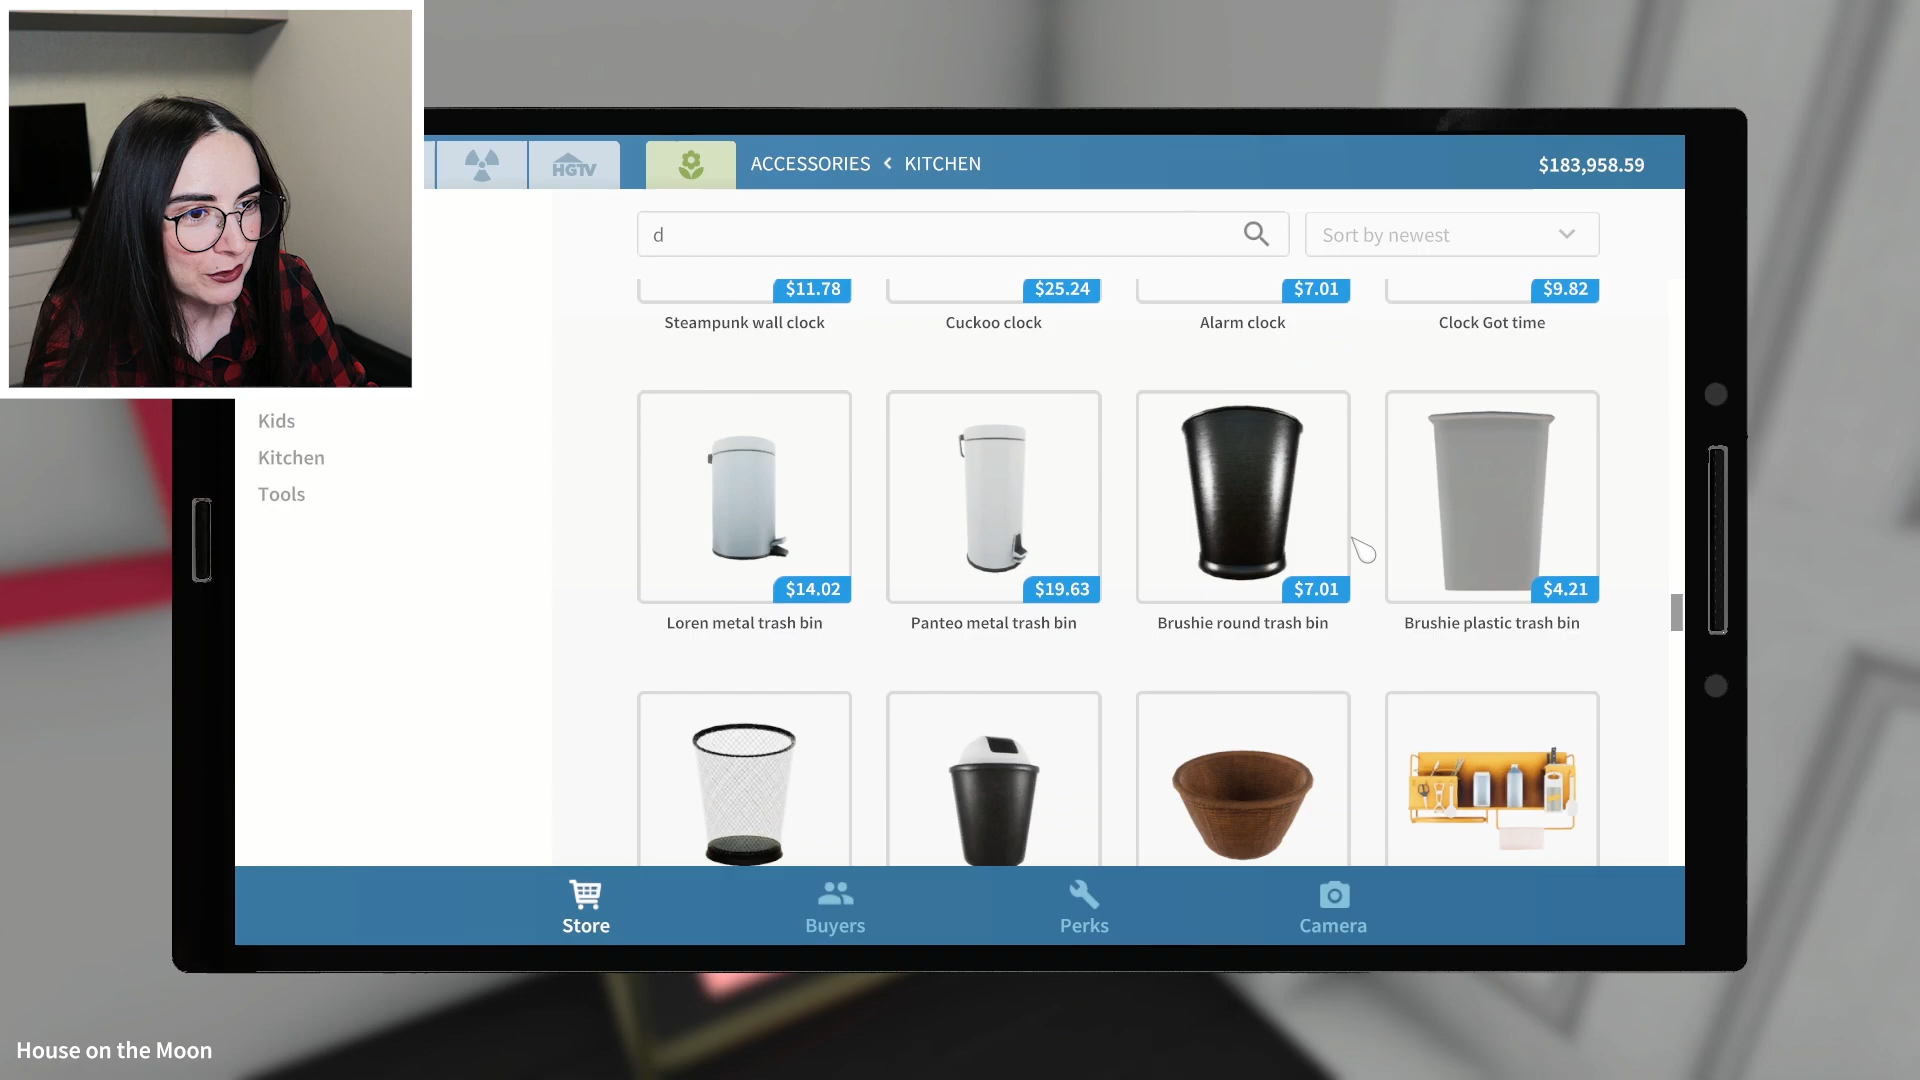 HGTV
ACCESSORIES < KITCHEN
$183,958.59
d
Sort by newest
$11.78
$25.24
$7.01
$9.82
Steampunk wall clock
Cuckoo clock
Alarm clock
Clock Got time
Kids
Kitchen
Tools
$14.02
$19.63
$7.01
$4.21
Loren metal trash bin
Panteo metal trash bin
Brushie round trash bin
Brushie plastic trash bin
Store
Buyers
Perks
Camera
House on the Moon